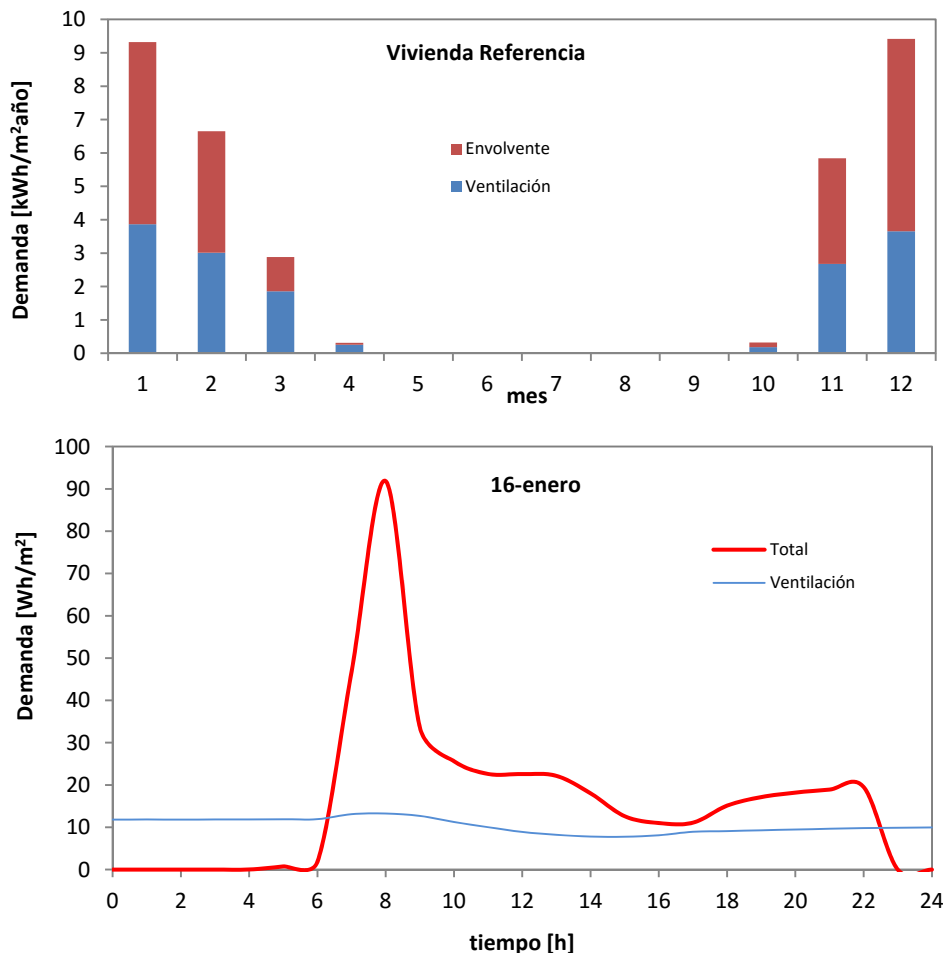 Vivienda Referencia
Demanda [kWh/m²año]
10
9
8
7
6
5
4
3
2
1
0
Envolvente
Ventilación
1 2 3 4 5 6 7 8 9 10 11 12
mes
16-enero
Demanda [Wh/m²]
100
90
80
70
60
50
40
30
20
10
0
Total
Ventilación
0 2 4 6 8 10 12 14 16 18 20 22 24
tiempo [h]